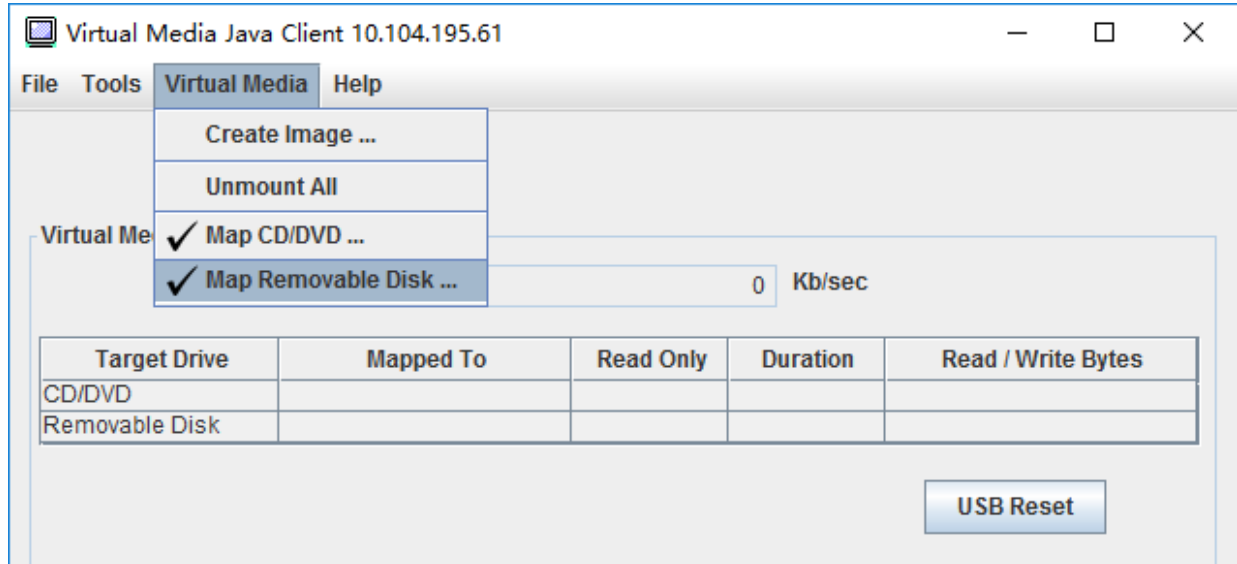 Virtual Media Java Client 10.104.195.61
File Tools Virtual Media Help
Create Image ...
Unmount All
Virtual Me
Map CD/DVD ...
Map Removable Disk ...
0 Kb/sec
Target Drive Mapped To Read Only Duration Read / Write Bytes
CD/DVD
Removable Disk
USB Reset